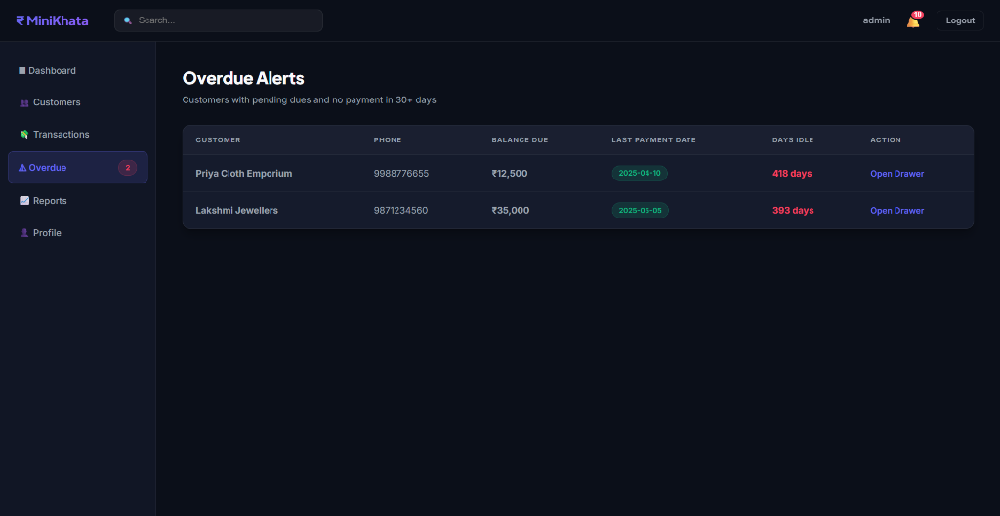 ₹ MiniKhata
Search...
admin
10
Logout
Dashboard
Customers
Transactions
Overdue 2
Reports
Profile
Overdue Alerts
Customers with pending dues and no payment in 30+ days
CUSTOMER PHONE BALANCE DUE LAST PAYMENT DATE DAYS IDLE ACTION
Priya Cloth Emporium 9988776655 ₹12,500 2025-04-10 418 days Open Drawer
Lakshmi Jewellers 9871234560 ₹35,000 2025-05-05 393 days Open Drawer